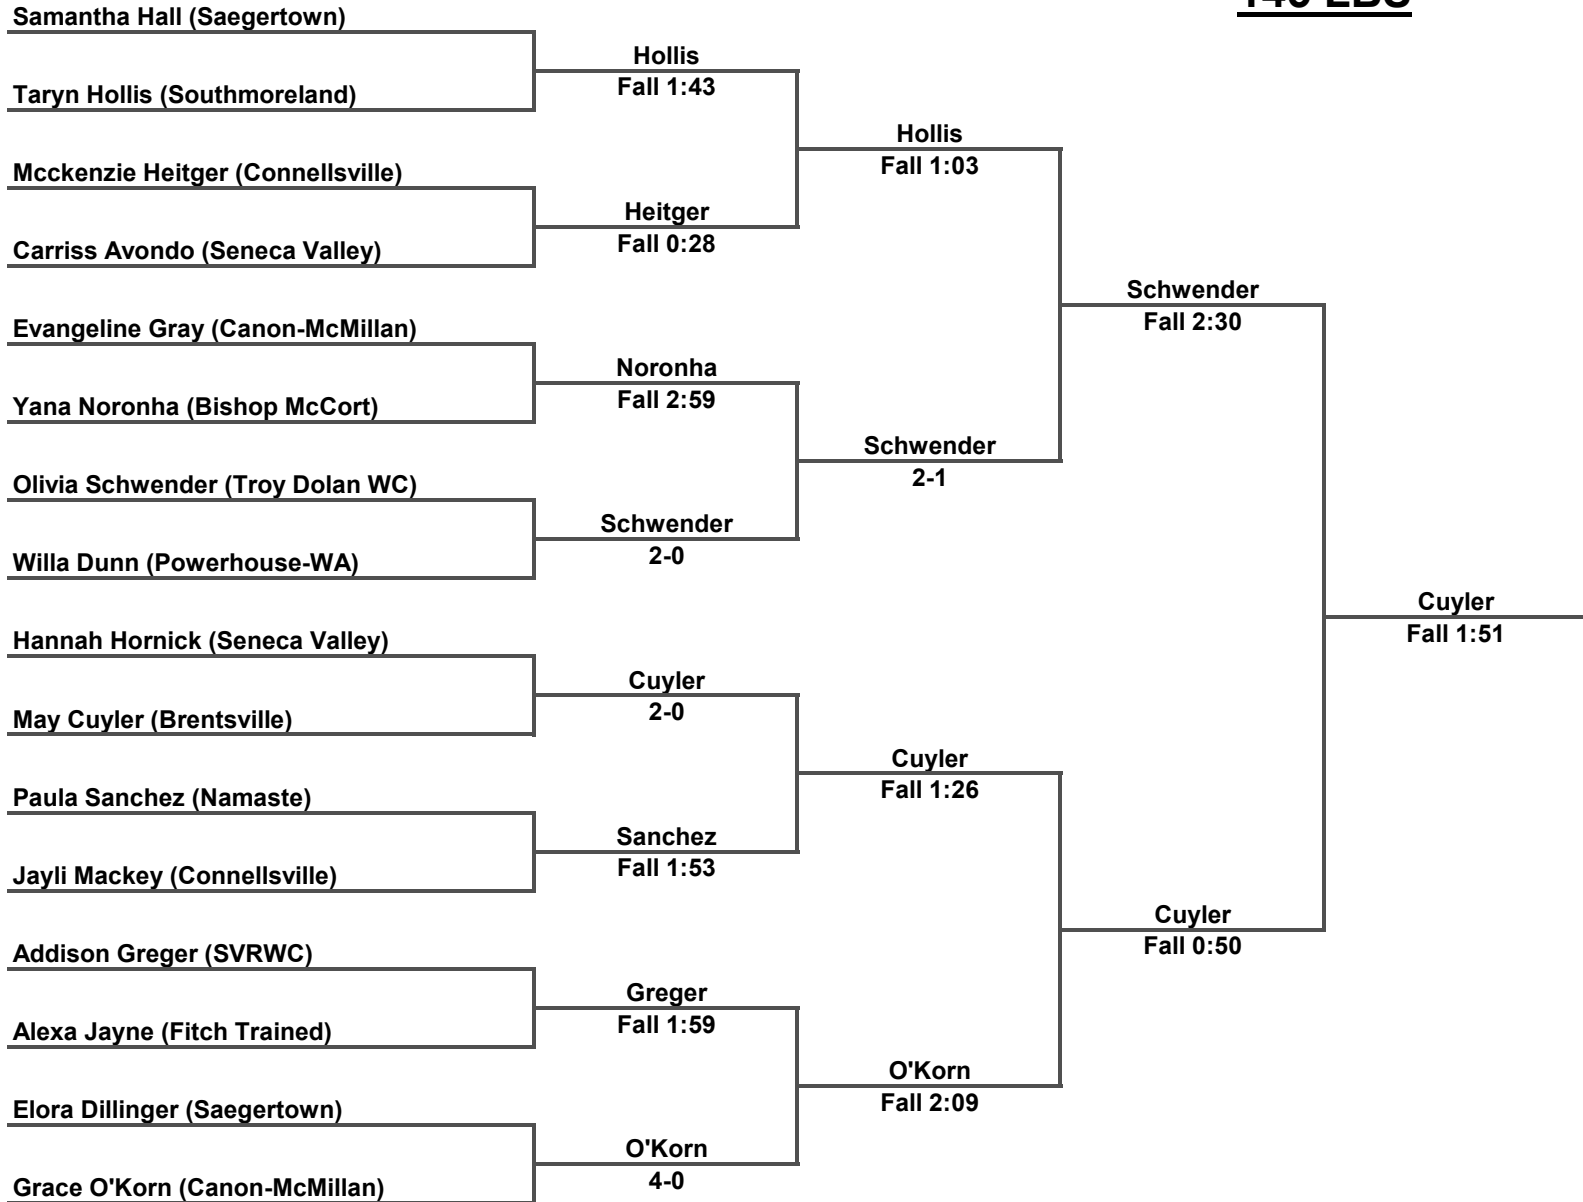 Samantha Hall (Saegertown)
Taryn Hollis (Southmoreland)
Mcckenzie Heitger (Connellsville)
Carriss Avondo (Seneca Valley)
Evangeline Gray (Canon-McMillan)
Yana Noronha (Bishop McCort)
Olivia Schwender (Troy Dolan WC)
Willa Dunn (Powerhouse-WA)
Hannah Hornick (Seneca Valley)
May Cuyler (Brentsville)
Paula Sanchez (Namaste)
Jayli Mackey (Connellsville)
Addison Greger (SVRWC)
Alexa Jayne (Fitch Trained)
Elora Dillinger (Saegertown)
Grace O'Korn (Canon-McMillan)
Hollis
Fall 1:43
Heitger
Fall 0:28
Noronha
Fall 2:59
Schwender
2-0
Cuyler
2-0
Sanchez
Fall 1:53
Greger
Fall 1:59
O'Korn
4-0
Hollis
Fall 1:03
Schwender
2-1
Cuyler
Fall 1:26
O'Korn
Fall 2:09
Schwender
Fall 2:30
Cuyler
Fall 0:50
Cuyler
Fall 1:51
LBS